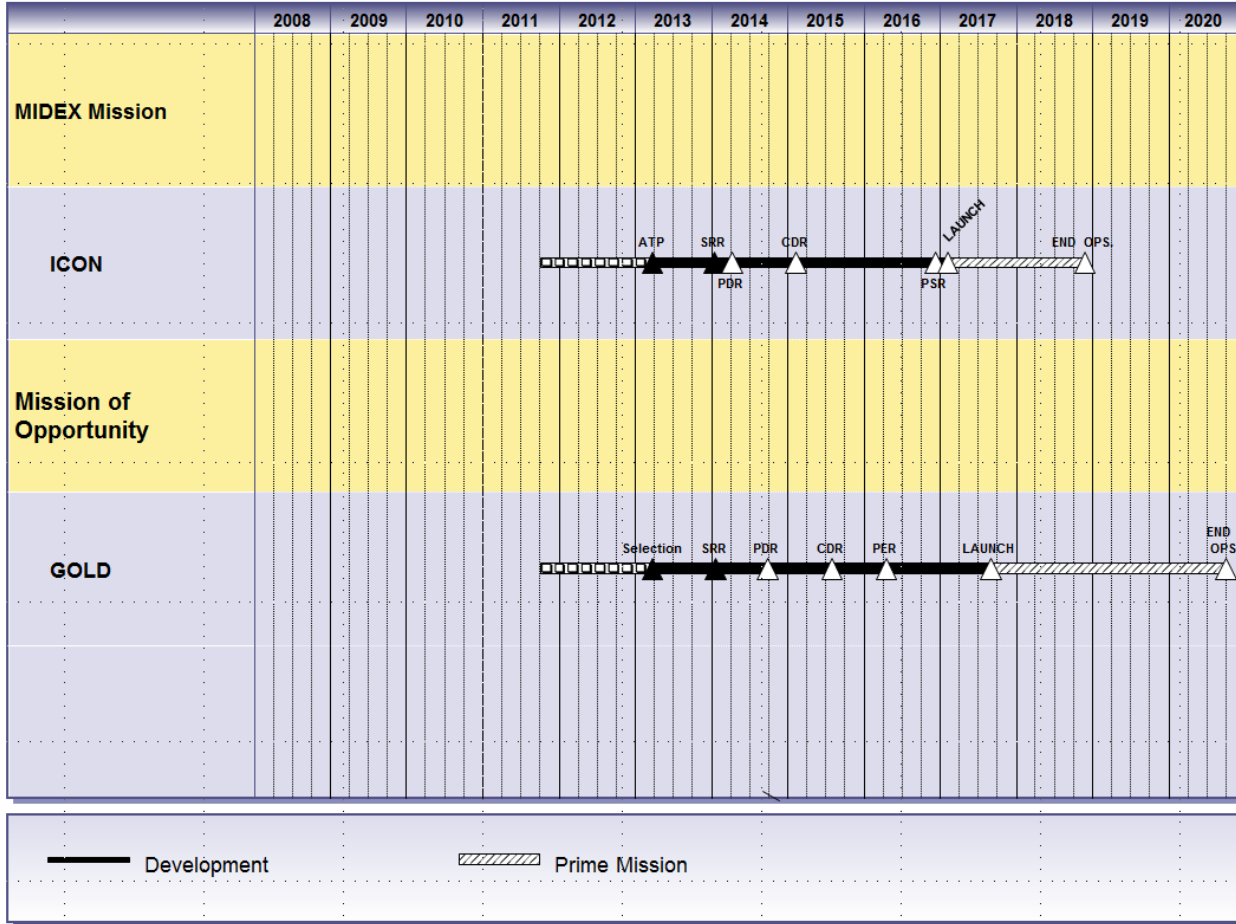 2008 2009 2010 2011 2012 2013 2014 2015 2016 2017 2018 2019 2020
MIDEX Mission
ICON
ATP SRR CDR LAUNCH END OPS.
PDR PSR
Mission of
Opportunity
GOLD
Selection SRR PDR CDR PER LAUNCH END
OPS
Development Prime Mission